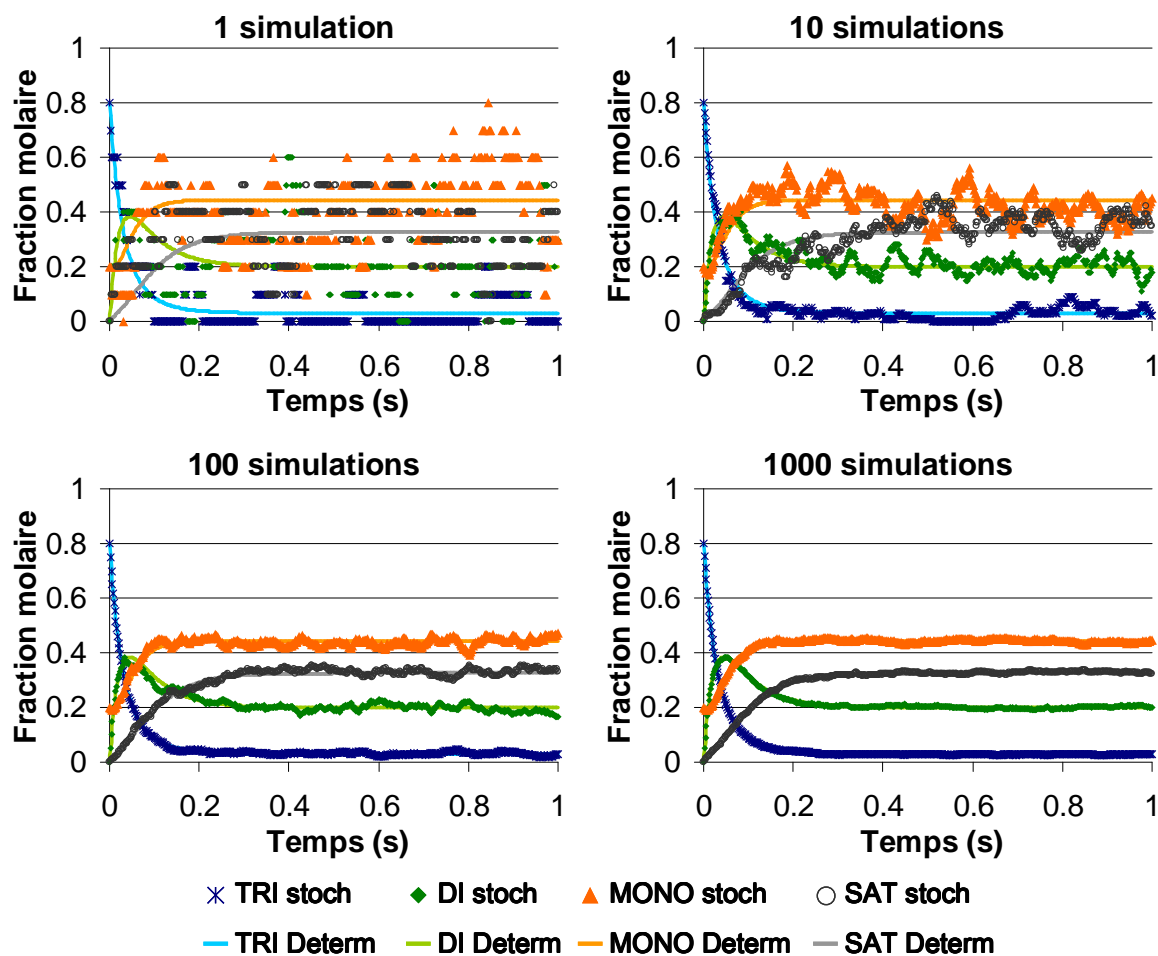 1 simulation
10 simulations
Fraction molaire
1
0.8
0.6
0.4
0.2
0
0 0.2 0.4 0.6 0.8 1
Temps (s)
Fraction molaire
1
0.8
0.6
0.4
0.2
0
0 0.2 0.4 0.6 0.8 1
Temps (s)
100 simulations
1000 simulations
Fraction molaire
1
0.8
0.6
0.4
0.2
0
0 0.2 0.4 0.6 0.8 1
Temps (s)
Fraction molaire
1
0.8
0.6
0.4
0.2
0
0 0.2 0.4 0.6 0.8 1
Temps (s)
TRI stoch DI stoch MONO stoch SAT stoch
TRI Determ DI Determ MONO Determ SAT Determ